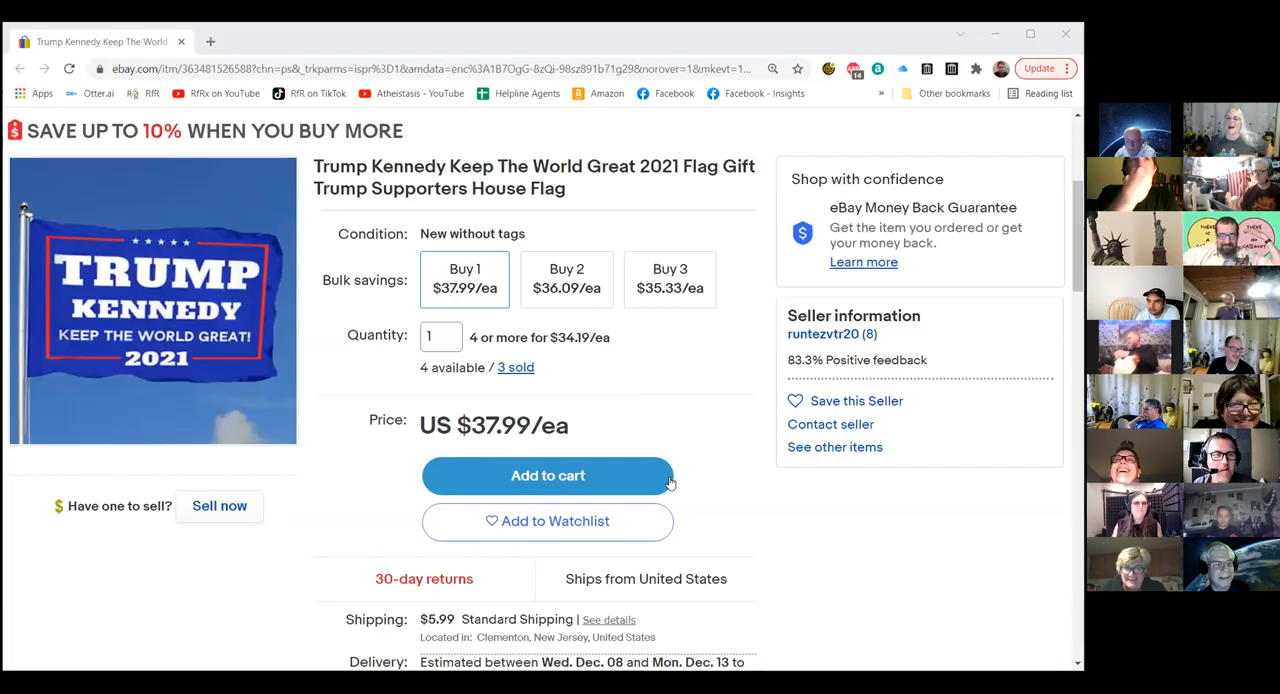 Trump Kennedy Keep The World
ebay.com/itm/363481526588?chn=ps&_trkparms=ispr%3D1&amdata=enc%3A1B7OgG-8zQi-98sz891b71g29&norover=1&mkevt=1...
14
Update
Apps
Otter.ai
RfR
RfRx on YouTube
RfR on TikTok
Atheistasis - YouTube
Helpline Agents
Amazon
Facebook
Facebook - Insights
»
Other bookmarks
Reading list
SAVE UP TO 10% WHEN YOU BUY MORE
TRUMP
KENNEDY
KEEP THE WORLD GREAT!
2021
Trump Kennedy Keep The World Great 2021 Flag Gift
Trump Supporters House Flag
Condition: New without tags
Bulk savings:
Buy 1
$37.99/ea
Buy 2
$36.09/ea
Buy 3
$35.33/ea
Quantity: 1 4 or more for $34.19/ea
4 available / 3 sold
Price: US $37.99/ea
Add to cart
Add to Watchlist
Have one to sell? Sell now
30-day returns
Ships from United States
Shipping: $5.99 Standard Shipping | See details
Located in: Clementon, New Jersey, United States
Delivery: Estimated between Wed. Dec. 08 and Mon. Dec. 13 to
Shop with confidence
eBay Money Back Guarantee
Get the item you ordered or get
your money back.
Learn more
Seller information
runtezvtr20 (8)
83.3% Positive feedback
Save this Seller
Contact seller
See other items